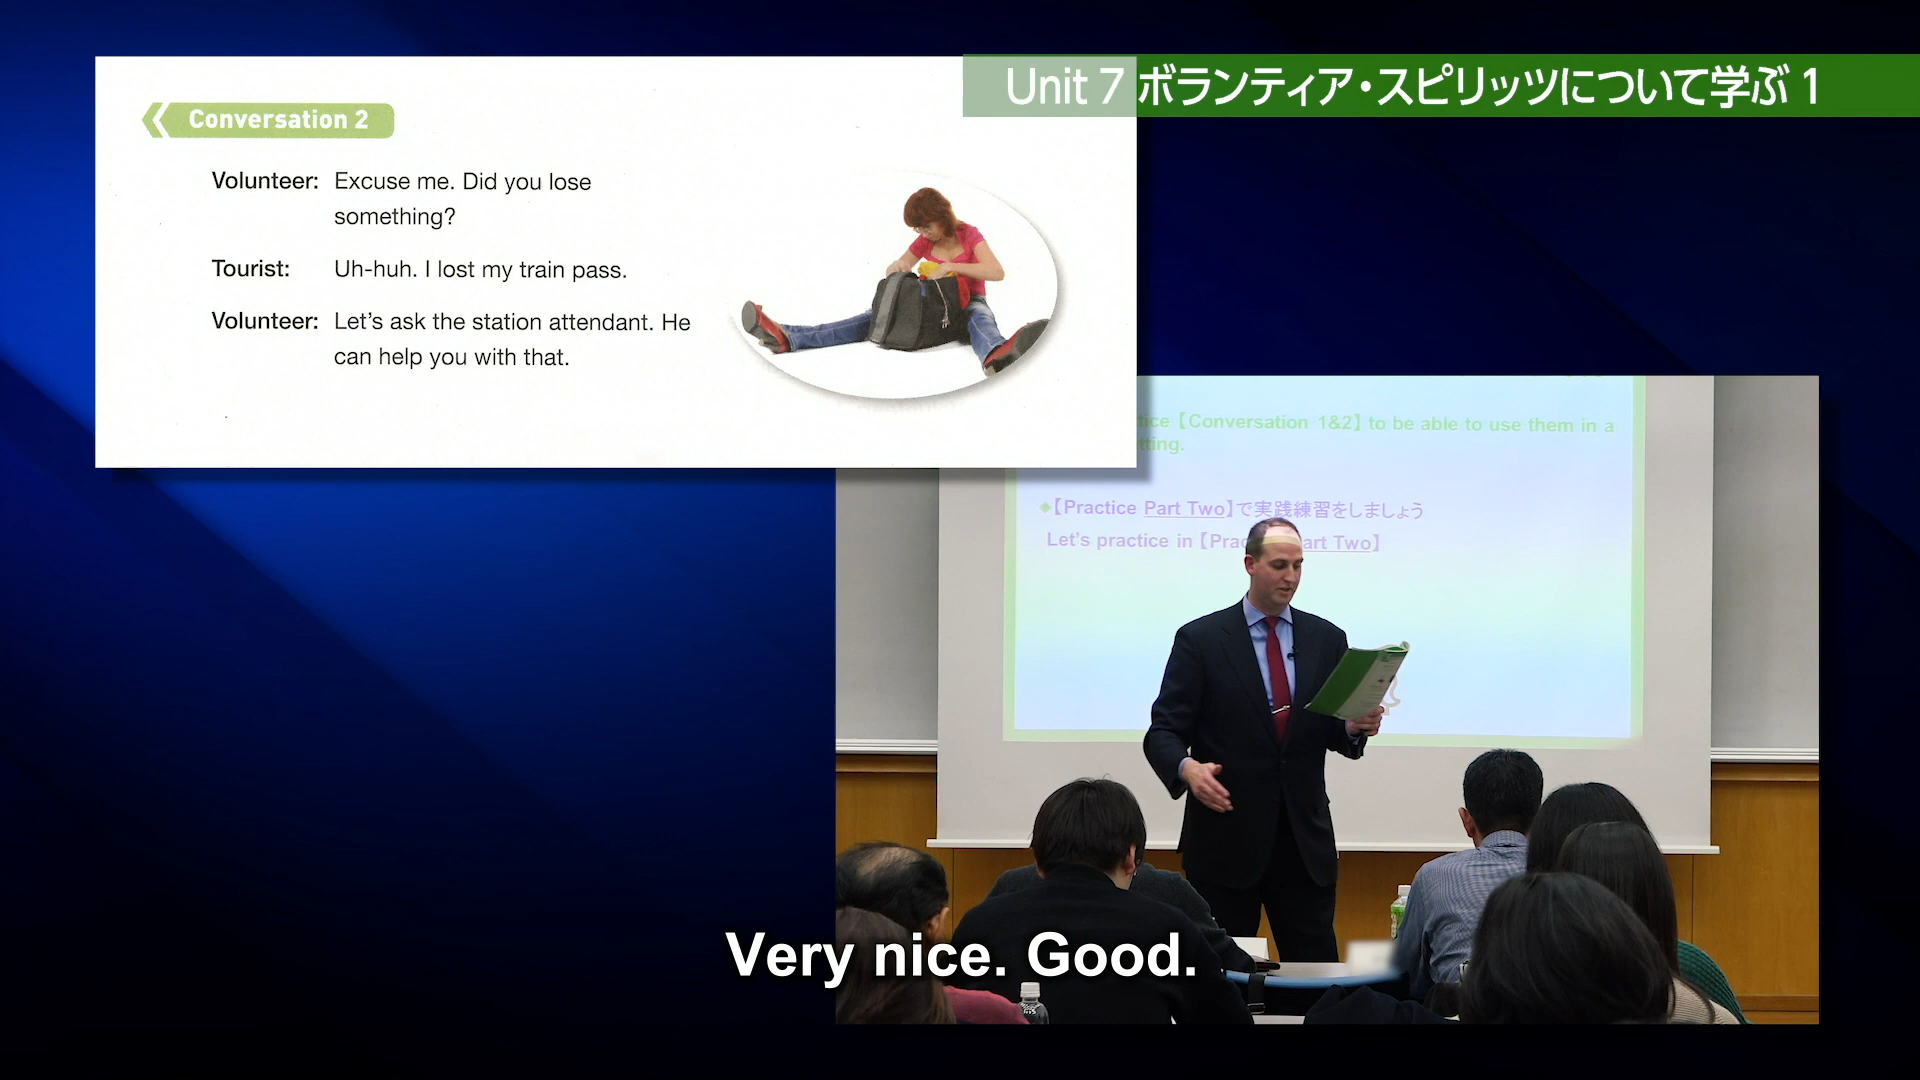 Unit 7 ボランティア・スピリッツについて学ぶ 1
Conversation 2
Volunteer: Excuse me. Did you lose
something?
Tourist: Uh-huh. I lost my train pass.
Volunteer: Let's ask the station attendant. He
can help you with that.
【Conversation 1&2】 to be able to use them in a
◆【Practice Part Two】で実践練習をしましょう
Let's practice in 【 Two】
Very nice. Good.